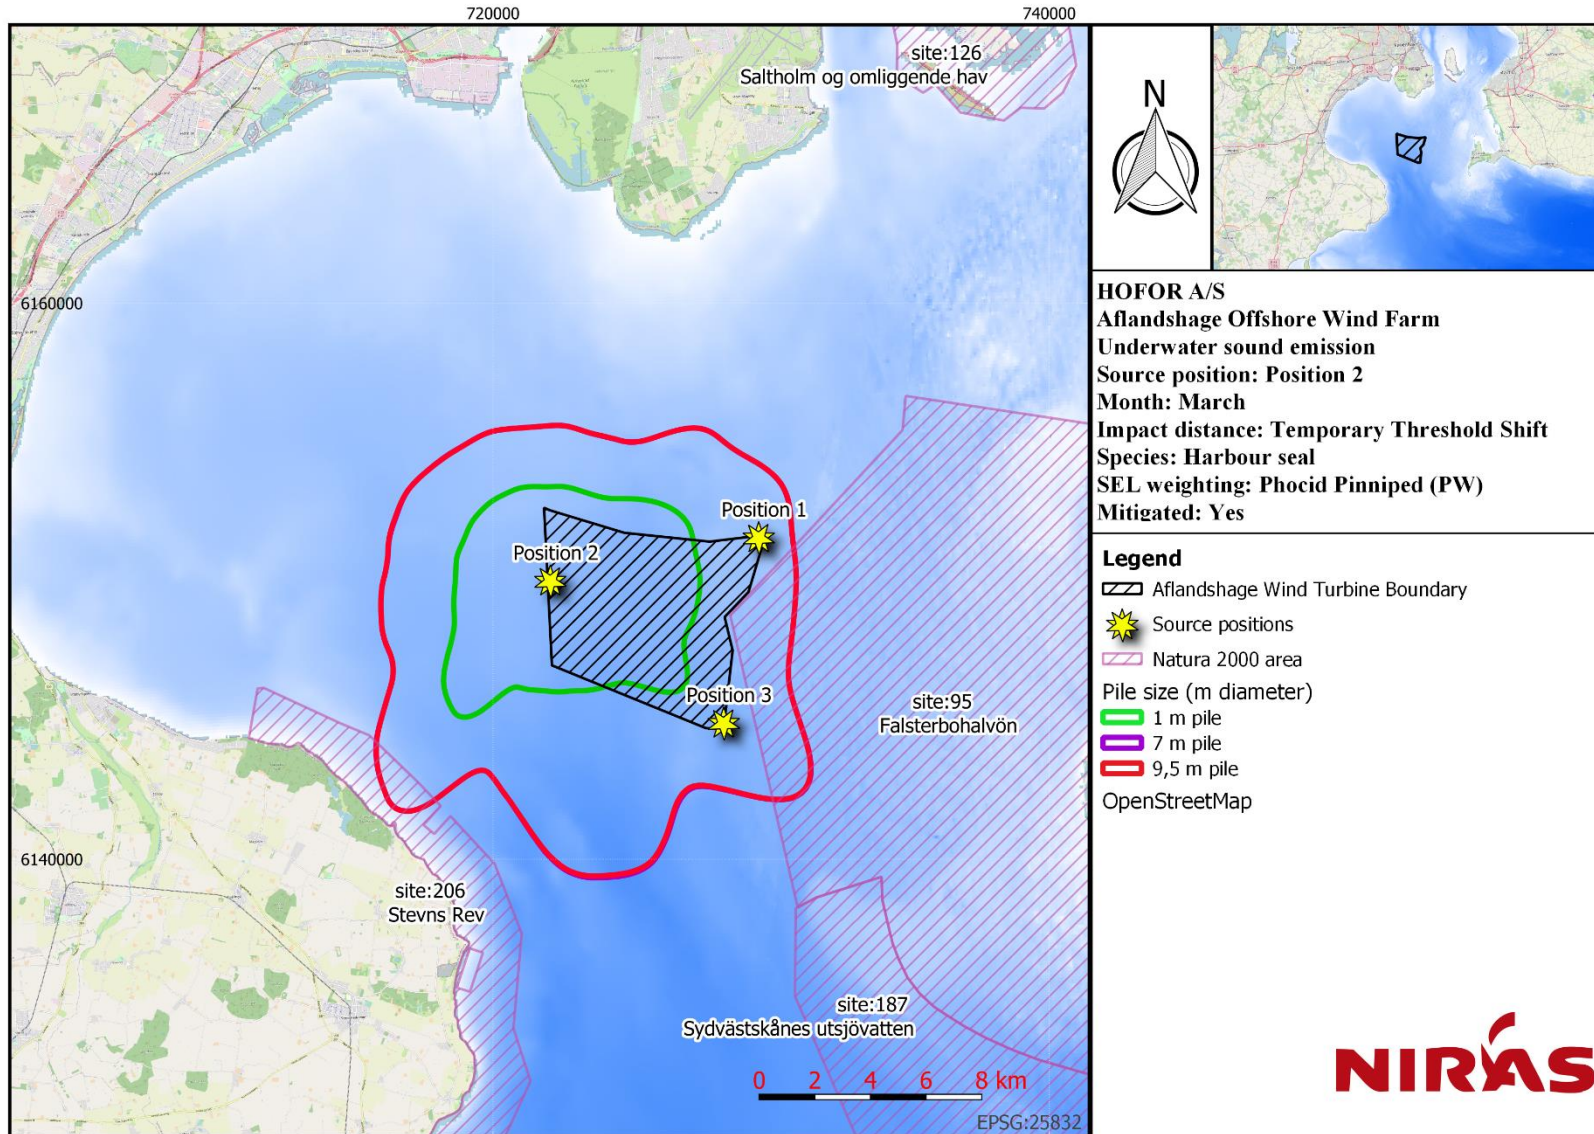 720000
740000
site:126
Saltholm og omliggende hav
6160000
Position 1
Position 2
Position 3
site:95
Falsterbohalvön
6140000
site:206
Stevns Rev
site:187
Sydvästskånes utsjövatten
0 2 4 6 8 km
EPSG:25832
N
HOFOR A/S
Aflandshage Offshore Wind Farm
Underwater sound emission
Source position: Position 2
Month: March
Impact distance: Temporary Threshold Shift
Species: Harbour seal
SEL weighting: Phocid Pinniped (PW)
Mitigated: Yes
Legend
Aflandshage Wind Turbine Boundary
Source positions
Natura 2000 area
Pile size (m diameter)
1 m pile
7 m pile
9,5 m pile
OpenStreetMap
NIRAS